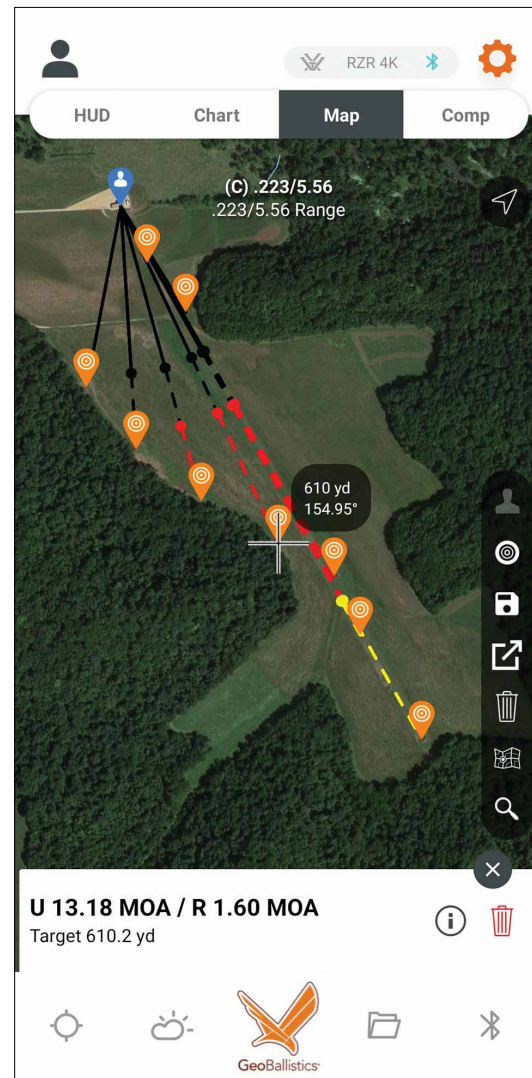 RZR 4K
HUD
Chart
Map
Comp
(C) .223/5.56
.223/5.56 Range
610 yd
154.95°
U 13.18 MOA / R 1.60 MOA
Target 610.2 yd
GeoBallistics